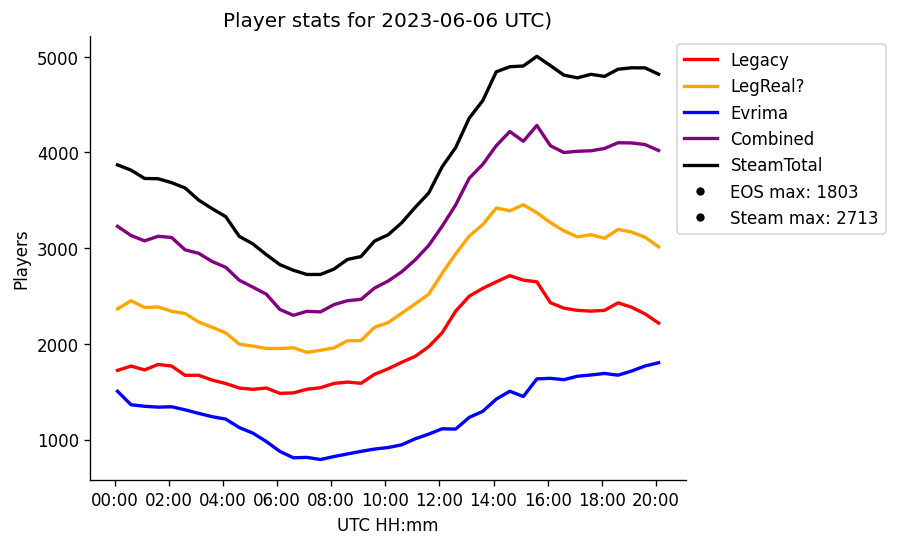 Player stats for 2023-06-06 UTC)
5000
4000
3000
2000
1000
Players
00:00 02:00 04:00 06:00 08:00 10:00 12:00 14:00 16:00 18:00 20:00
UTC HH:mm
Legacy
LegReal?
Evrima
Combined
SteamTotal
EOS max: 1803
Steam max: 2713